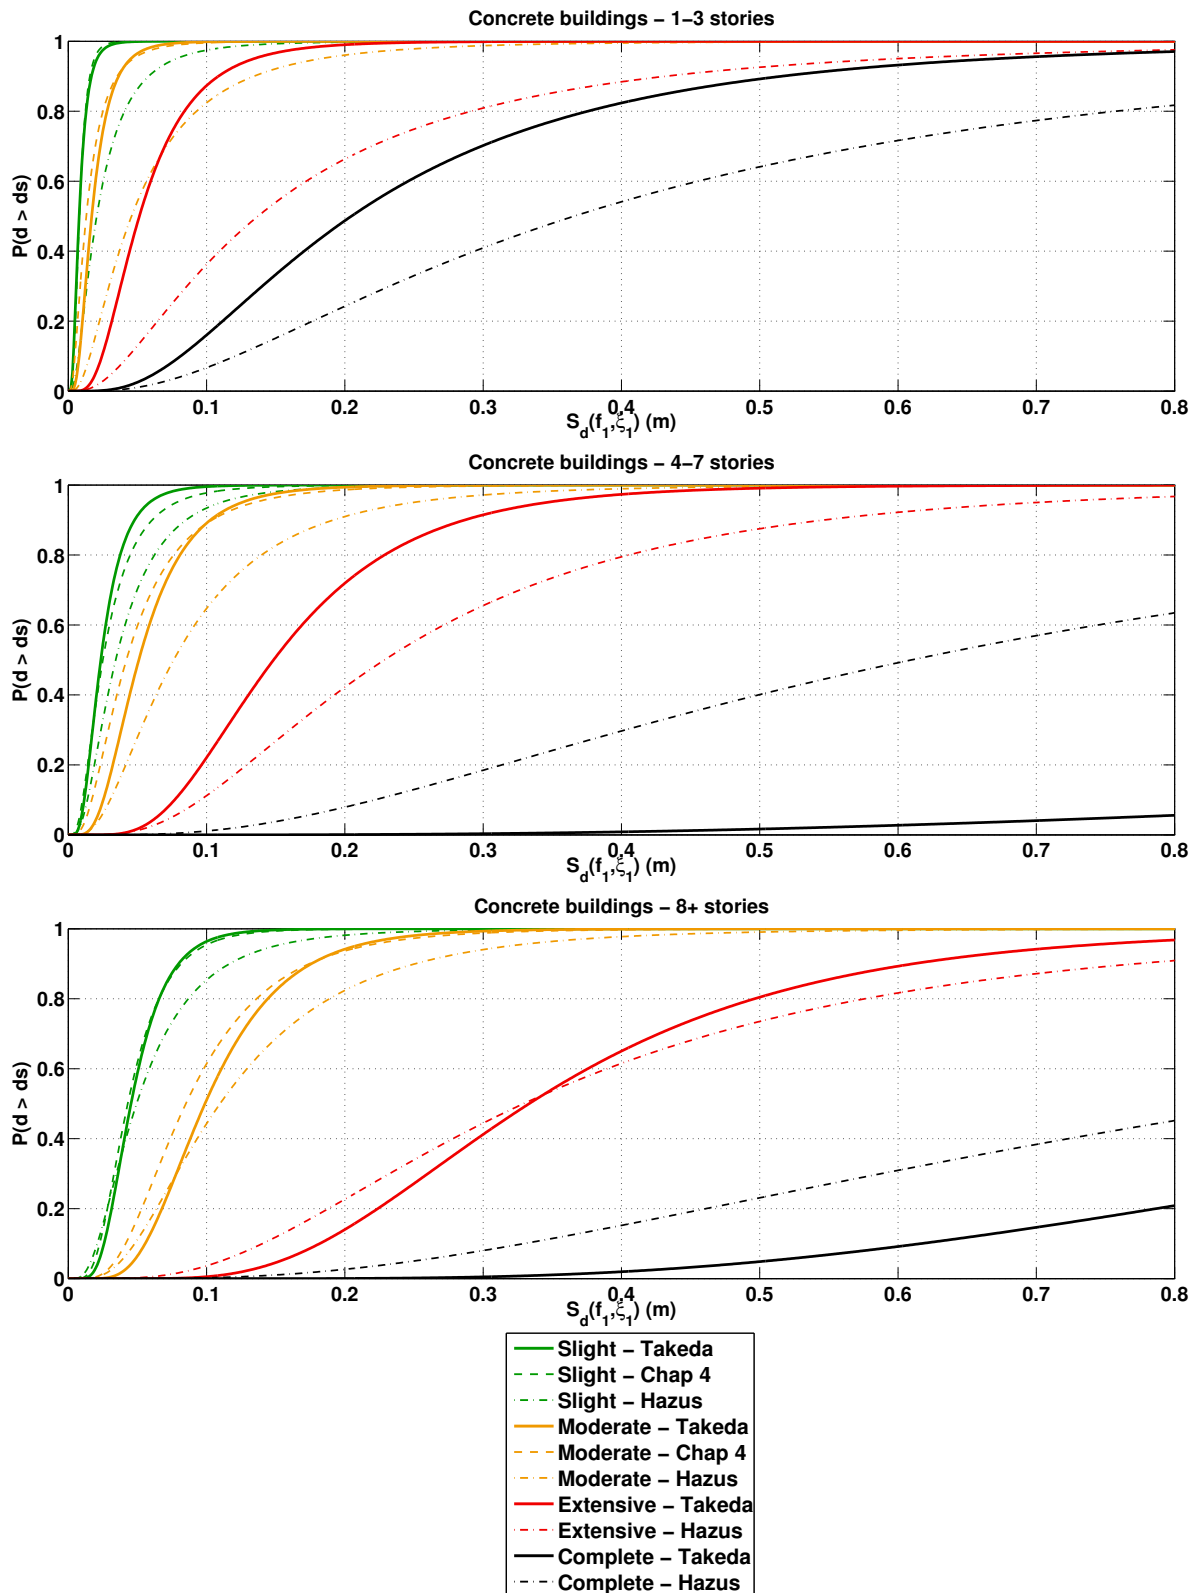 Concrete buildings − 1−3 stories
1
0.8
0.6
0.4
0.2
0
P(d > ds)
0 0.1 0.2 0.3 0.4 0.5 0.6 0.7 0.8
S_d(f_1,ξ_1) (m)
Concrete buildings − 4−7 stories
1
0.8
0.6
0.4
0.2
0
P(d > ds)
0 0.1 0.2 0.3 0.4 0.5 0.6 0.7 0.8
S_d(f_1,ξ_1) (m)
Concrete buildings − 8+ stories
1
0.8
0.6
0.4
0.2
0
P(d > ds)
0 0.1 0.2 0.3 0.4 0.5 0.6 0.7 0.8
S_d(f_1,ξ_1) (m)
Slight − Takeda
Slight − Chap 4
Slight − Hazus
Moderate − Takeda
Moderate − Chap 4
Moderate − Hazus
Extensive − Takeda
Extensive − Hazus
Complete − Takeda
Complete − Hazus